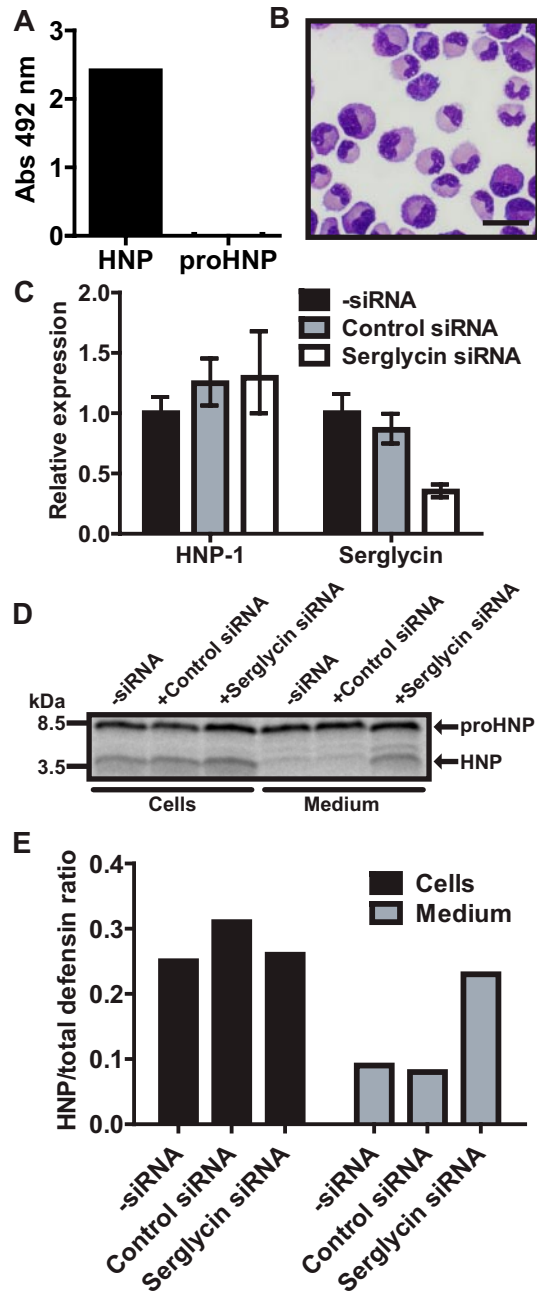 A
Abs 492 nm
3
2
1
0
HNP proHNP
B
C
Relative expression
2.0
1.5
1.0
0.5
0.0
-siRNA
Control siRNA
Serglycin siRNA
HNP-1 Serglycin
D
-siRNA
+Control siRNA
+Serglycin siRNA
-siRNA
+Control siRNA
+Serglycin siRNA
kDa
8.5
3.5
proHNP
HNP
Cells Medium
E
HNP/total defensin ratio
0.4
0.3
0.2
0.1
0.0
Cells
Medium
-siRNA
Control siRNA
Serglycin siRNA
-siRNA
Control siRNA
Serglycin siRNA